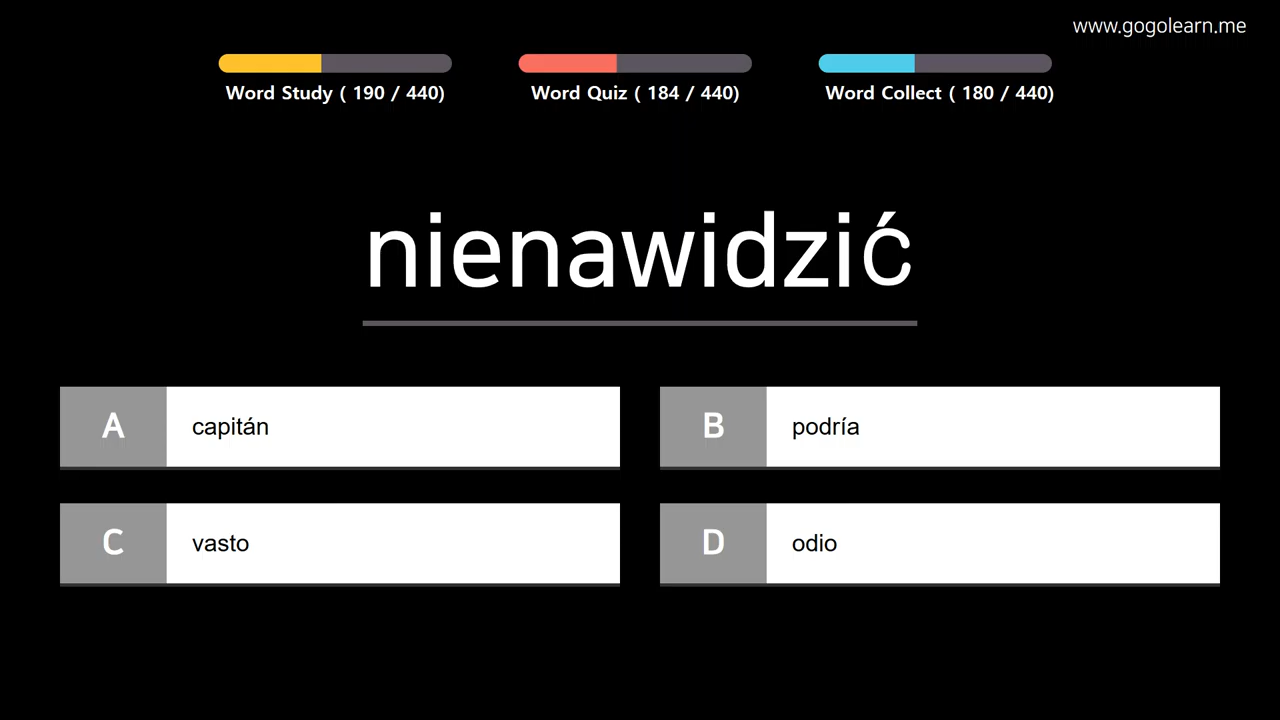 www.gogolearn.me
Word Study ( 190 / 440)
Word Quiz ( 184 / 440)
Word Collect ( 180 / 440)
nienawidzić
A capitán
B podría
C vasto
D odio